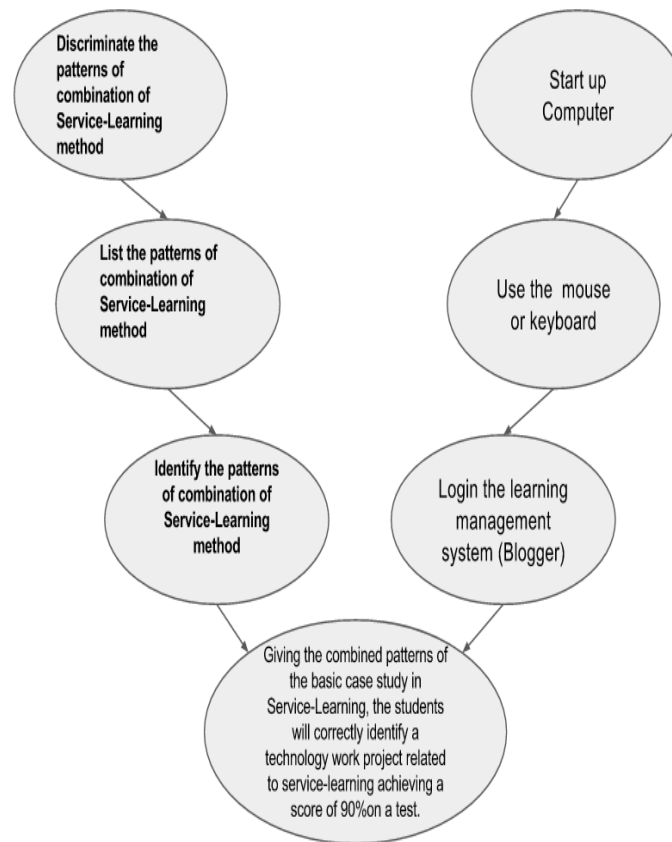 Discriminate the
patterns of
combination of
Service-Learning
method
Start up
Computer
List the patterns of
combination of
Service-Learning
method
Use the mouse
or keyboard
Identify the patterns
of combination of
Service-Learning
method
Login the learning
management
system (Blogger)
Giving the combined patterns of
the basic case study in
Service-Learning, the students
will correctly identify a
technology work project related
to service-learning achieving a
score of 90%on a test.